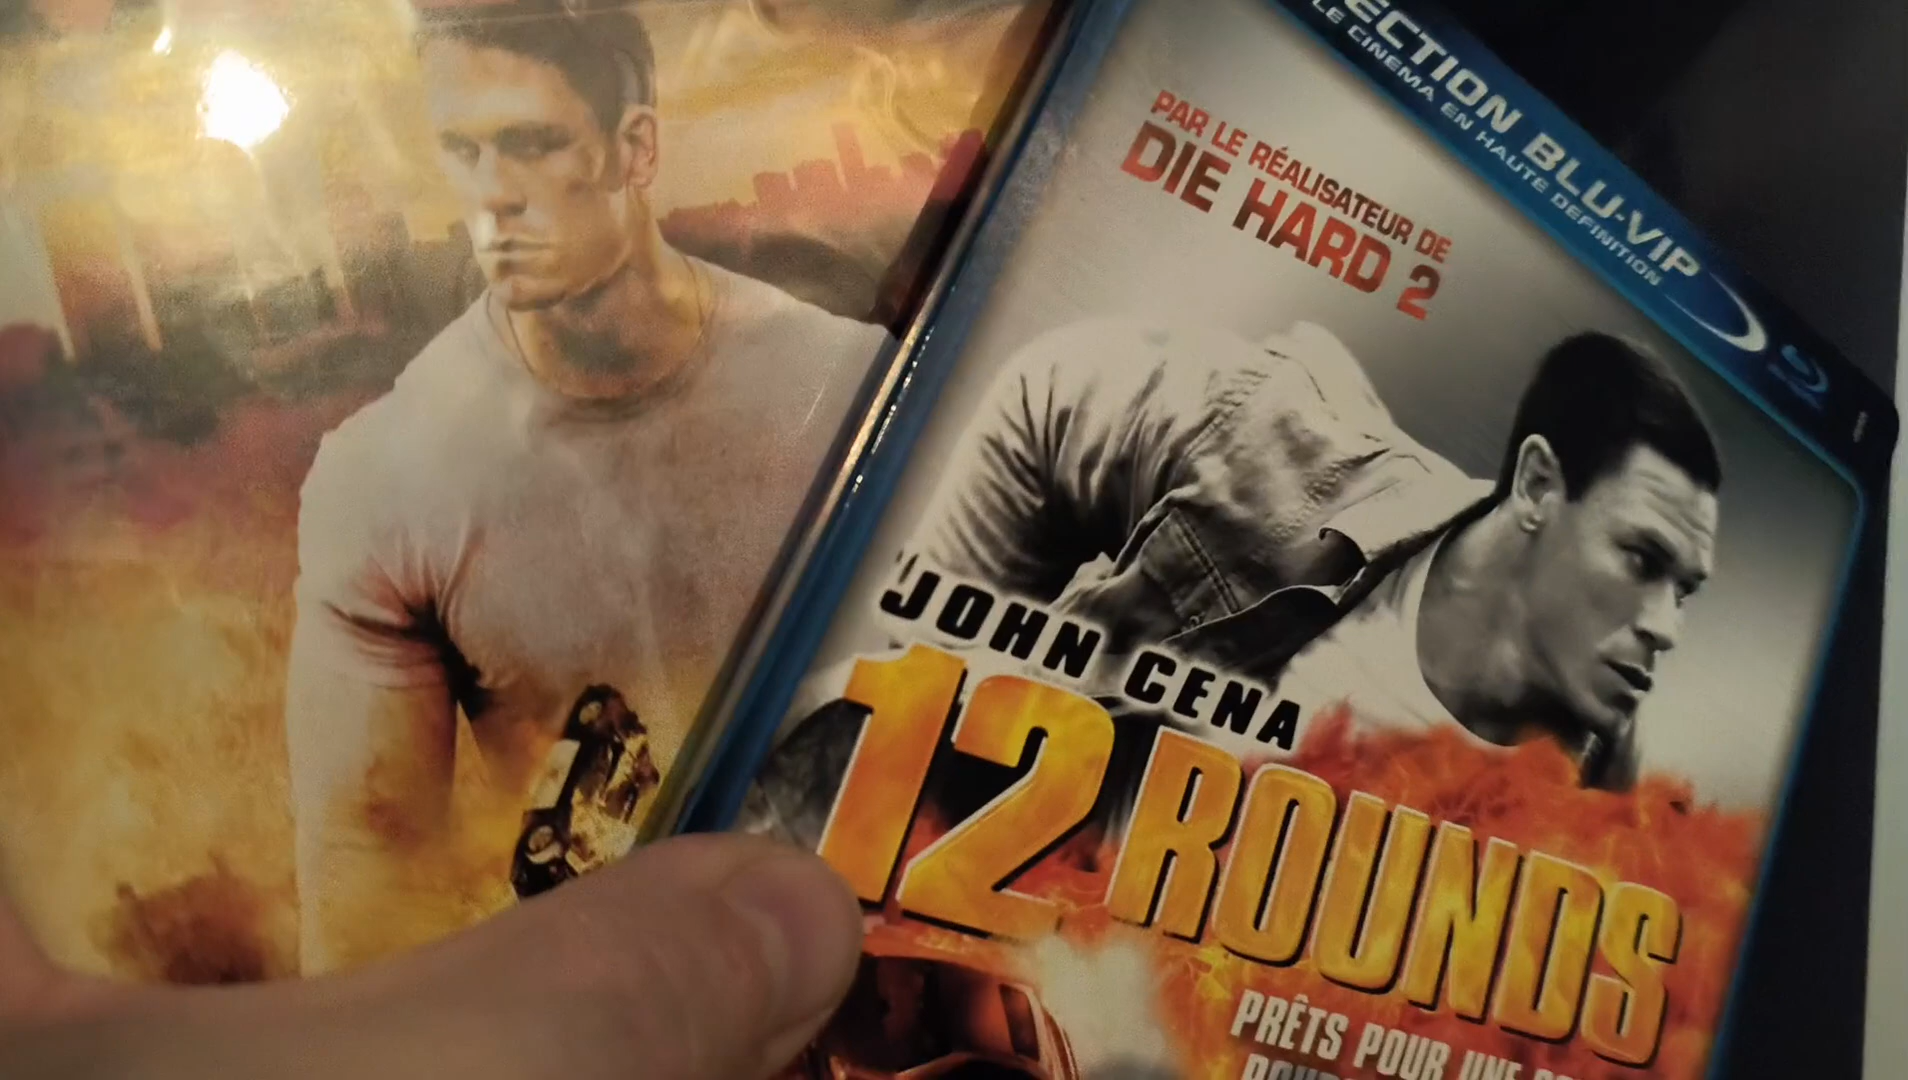 ECTION BLU-VIP
LE CINEMA EN HAUTE DEFINITION
PAR LE RÉALISATEUR DE
DIE HARD 2
JOHN CENA
12 ROUNDS
PRÊTS POUR UNE